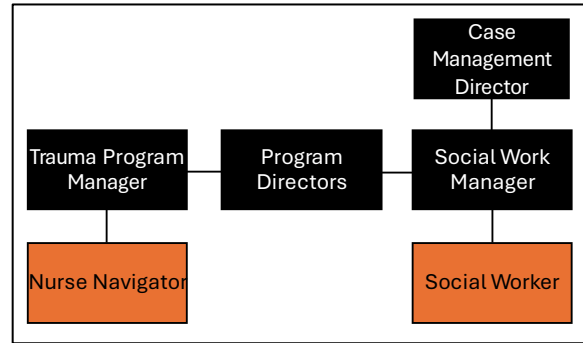 Case
Management
Director
Trauma Program
Manager
Program
Directors
Social Work
Manager
Nurse Navigator
Social Worker